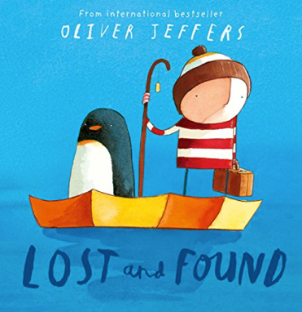 From international bestseller
OLIVER JEFFERS
LOST and FOUND